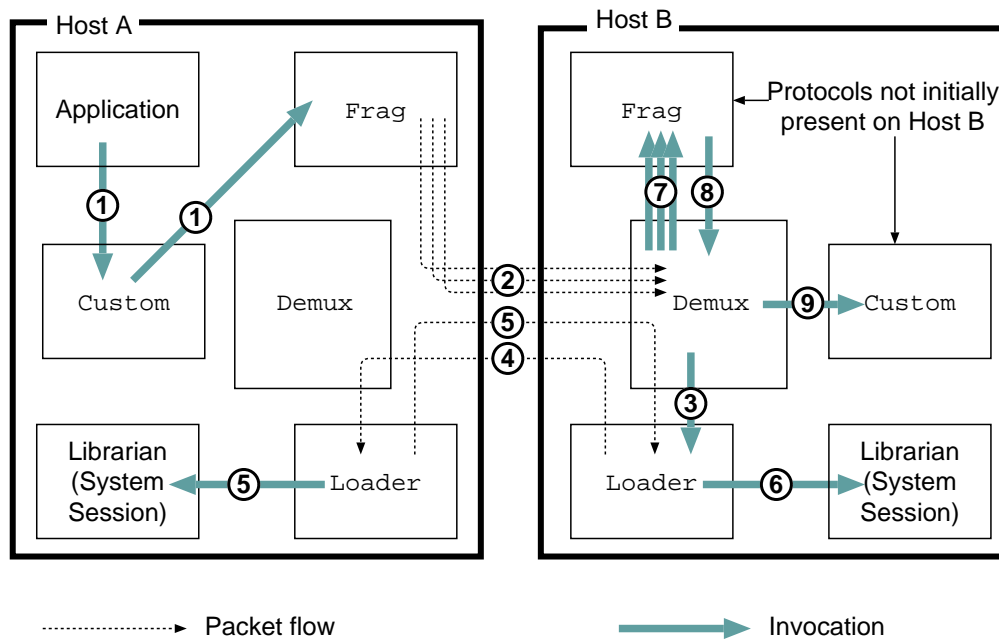 Host A
Host B
Application
Frag
Frag
Protocols not initially
present on Host B
1
1
7
8
Custom
Demux
2
Demux
9
Custom
5
4
3
Librarian
(System
Session)
5
Loader
Loader
6
Librarian
(System
Session)
Packet flow
Invocation